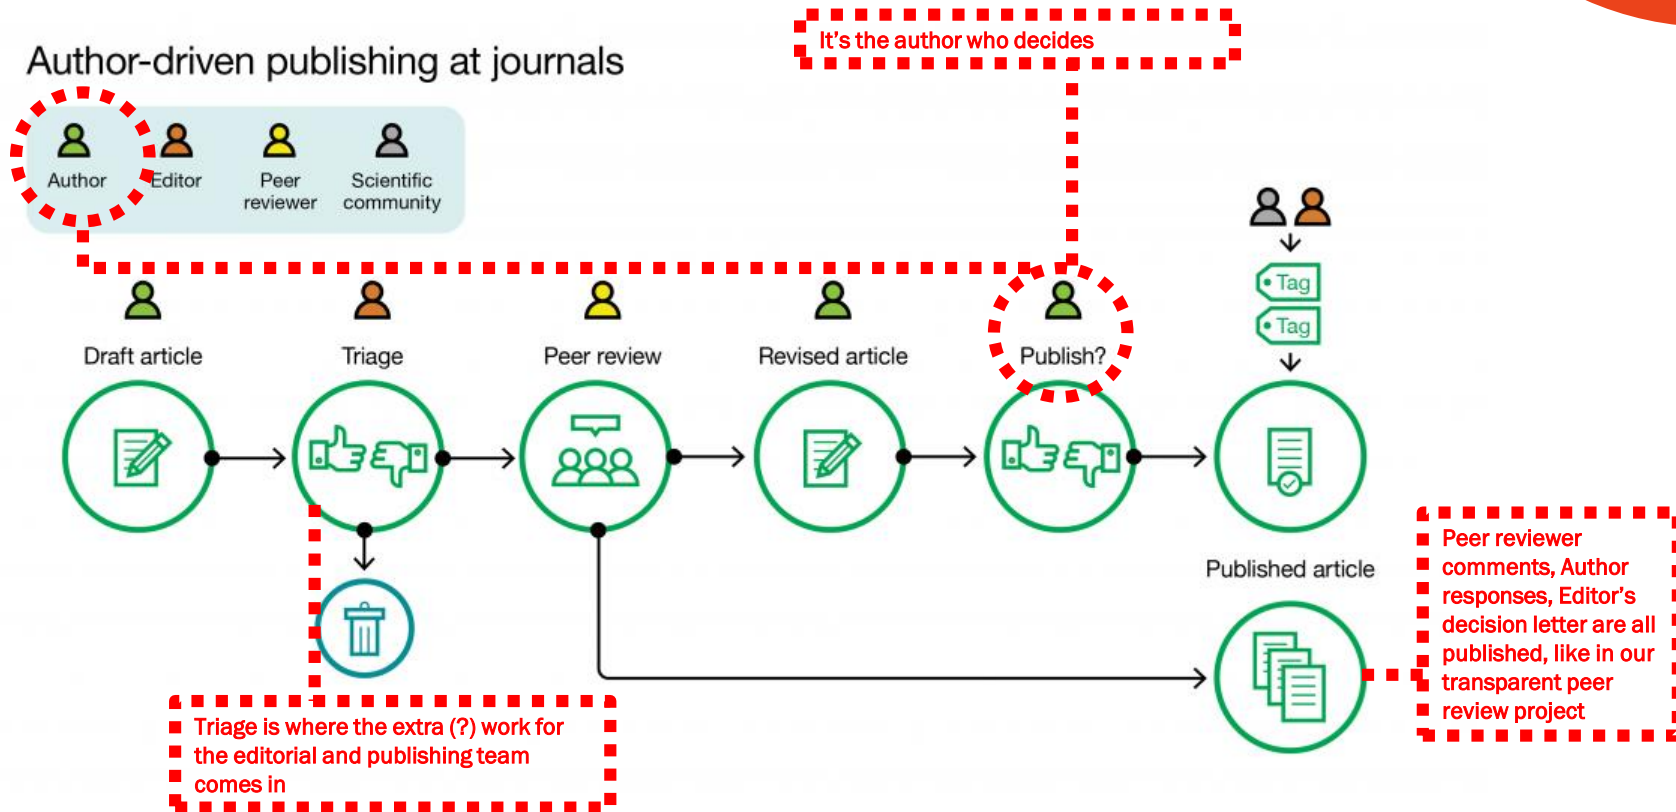 It's the author who decides
Author-driven publishing at journals
Author
Editor
Peer
reviewer
Scientific
community
Tag
Tag
Draft article
Triage
Peer review
Revised article
Publish?
Published article
Peer reviewer
comments, Author
responses, Editor's
decision letter are all
published, like in our
transparent peer
review project
Triage is where the extra (?) work for
the editorial and publishing team
comes in